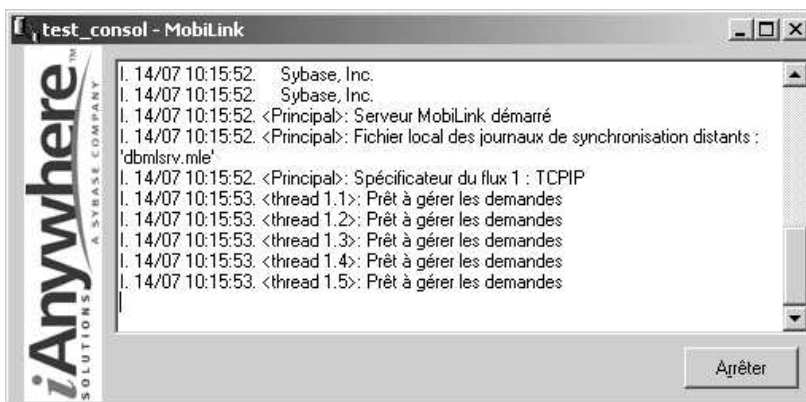 test_consol - MobiLink
iAnywhere™
SOLUTIONS
A SYBASE COMPANY
I. 14/07 10:15:52.    Sybase, Inc.
I. 14/07 10:15:52.    Sybase, Inc.
I. 14/07 10:15:52. <Principal>: Serveur MobiLink démarré
I. 14/07 10:15:52. <Principal>: Fichier local des journaux de synchronisation distants :
'dbmlsrv.mle'
I. 14/07 10:15:52. <Principal>: Spécificateur du flux 1 : TCPIP
I. 14/07 10:15:53. <thread 1.1>: Prêt à gérer les demandes
I. 14/07 10:15:53. <thread 1.2>: Prêt à gérer les demandes
I. 14/07 10:15:53. <thread 1.3>: Prêt à gérer les demandes
I. 14/07 10:15:53. <thread 1.4>: Prêt à gérer les demandes
I. 14/07 10:15:53. <thread 1.5>: Prêt à gérer les demandes
Arrêter